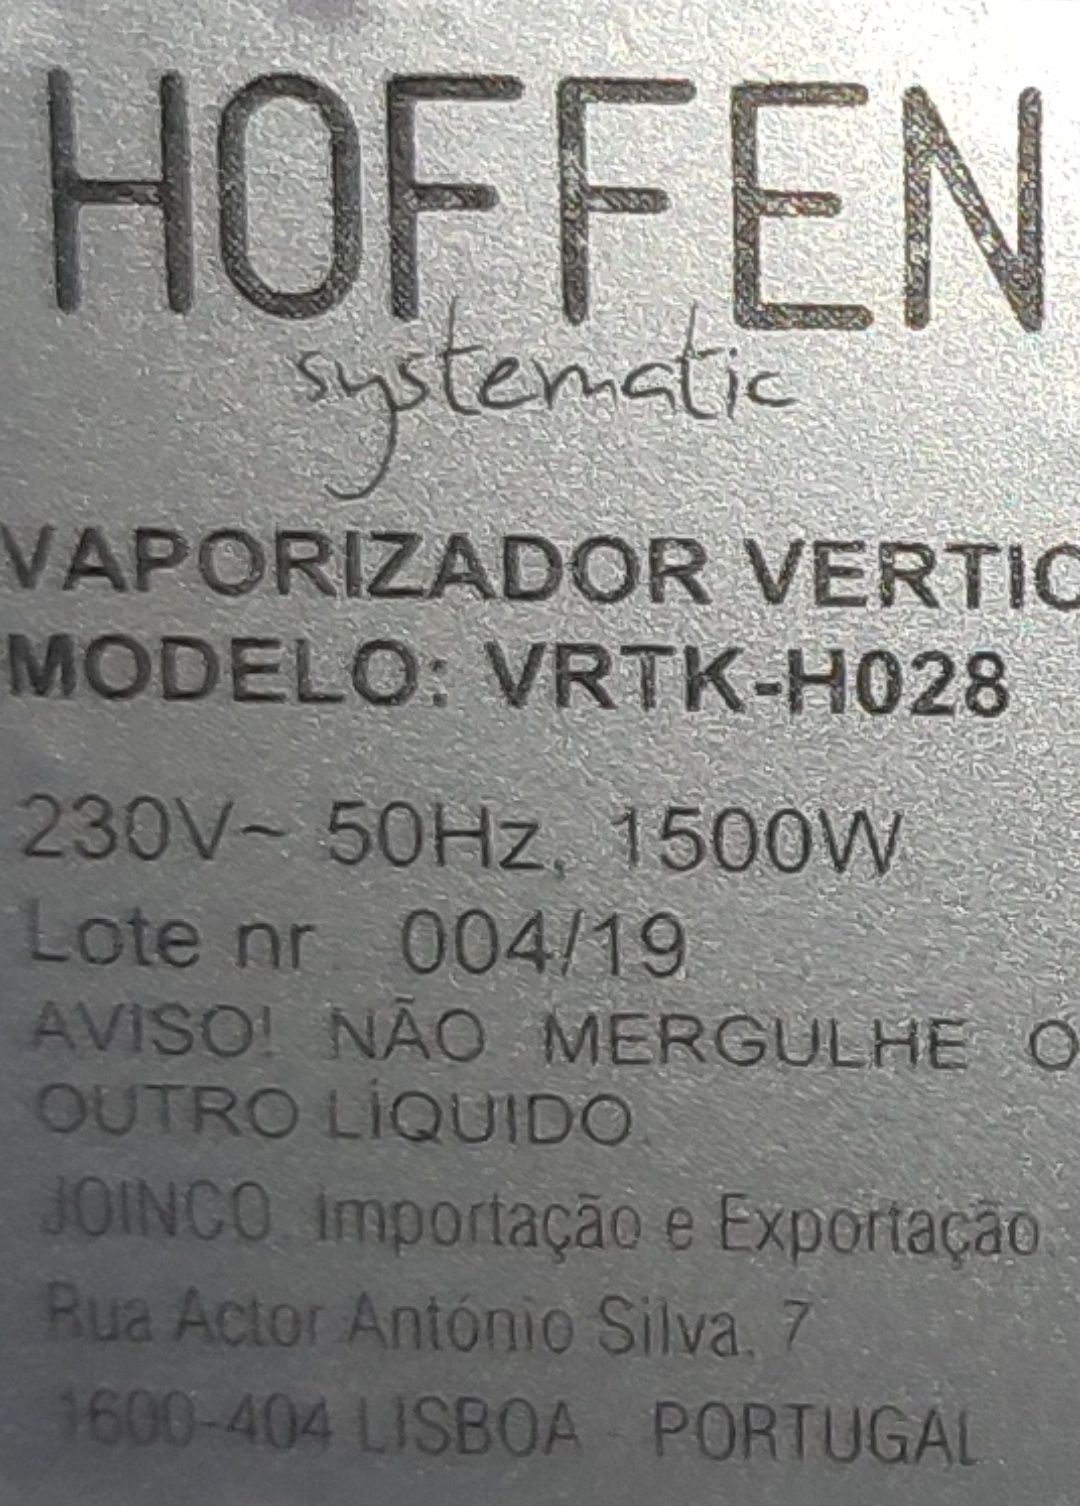 HOFFEN
systematic
VAPORIZADOR VERTIC
MODELO: VRTK-H028
230V~ 50Hz, 1500W
Lote nr. 004/19
AVISO! NÃO MERGULHE O
OUTRO LÍQUIDO.
JOINCO, Importação e Exportação,
Rua Actor António Silva, 7
1600-404 LISBOA - PORTUGAL